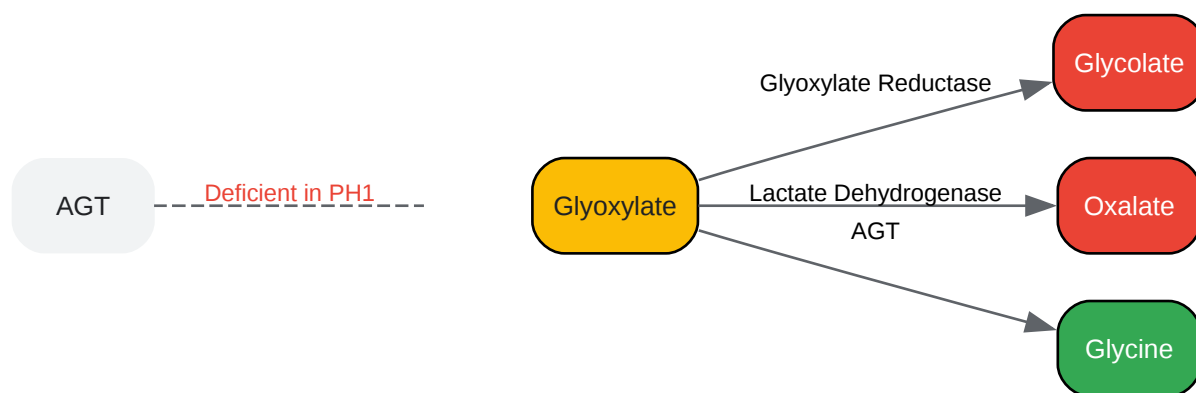 Glycolate
Glyoxylate Reductase
AGT
Deficient in PH1
Glyoxylate
Lactate Dehydrogenase
Oxalate
AGT
Glycine